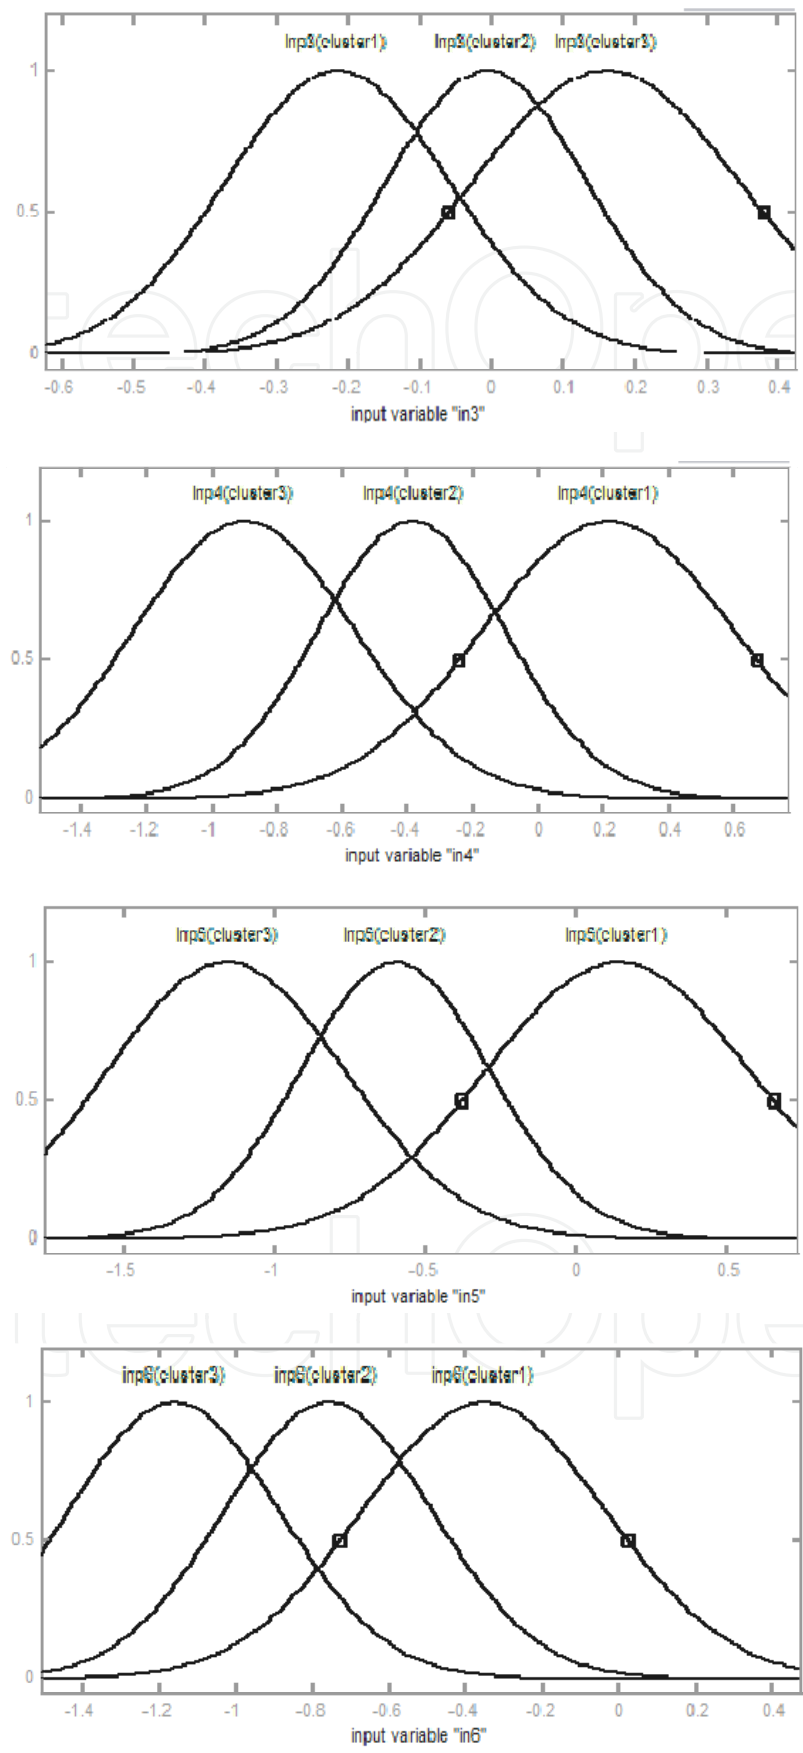 Inp3(cluster1) Inp3(cluster2) Inp3(cluster3)
1
0.5
0
-0.6 -0.5 -0.4 -0.3 -0.2 -0.1 0 0.1 0.2 0.3 0.4
input variable "in3"
Inp4(cluster3) Inp4(cluster2) Inp4(cluster1)
1
0.5
0
-1.4 -1.2 -1 -0.8 -0.6 -0.4 -0.2 0 0.2 0.4 0.6
input variable "in4"
Inp5(cluster3) Inp5(cluster2) Inp5(cluster1)
1
0.5
0
-1.5 -1 -0.5 0 0.5
input variable "in5"
inp6(cluster3) inp6(cluster2) inp6(cluster1)
1
0.5
0
-1.4 -1.2 -1 -0.8 -0.6 -0.4 -0.2 0 0.2 0.4
input variable "in6"